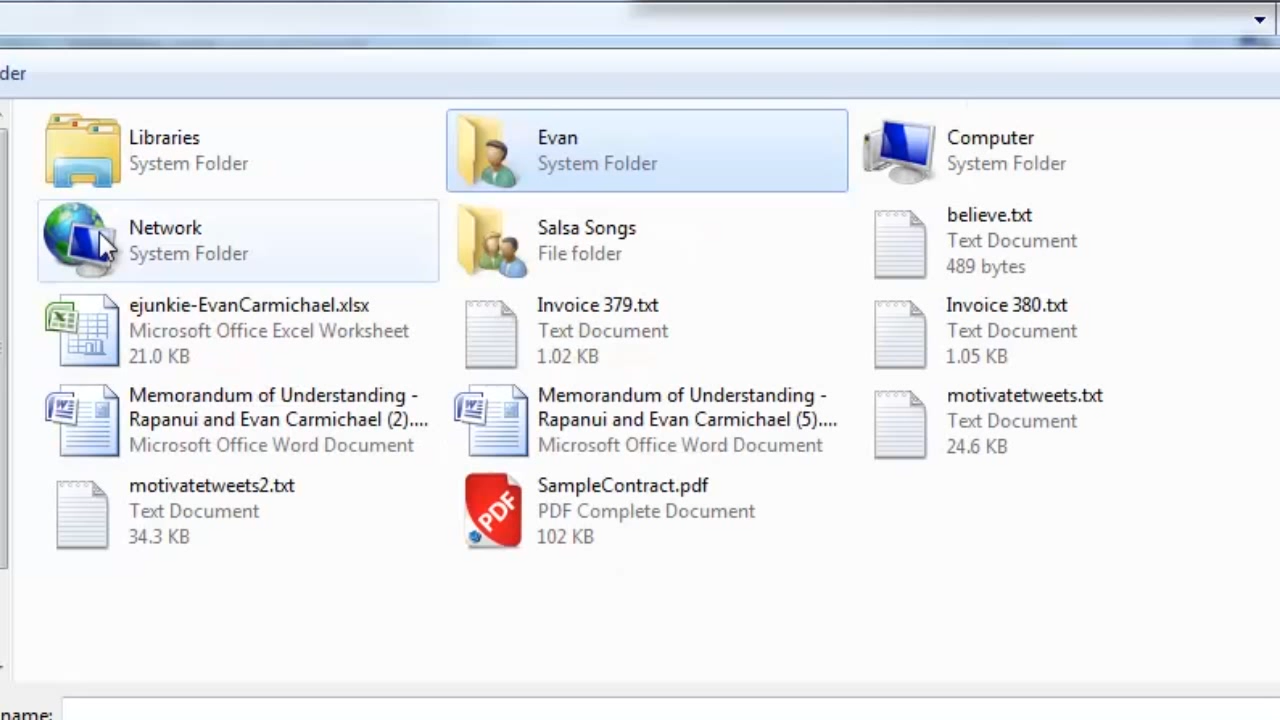 der
Libraries
System Folder
Evan
System Folder
Computer
System Folder
Network
System Folder
Salsa Songs
File folder
believe.txt
Text Document
489 bytes
ejunkie-EvanCarmichael.xlsx
Microsoft Office Excel Worksheet
21.0 KB
Invoice 379.txt
Text Document
1.02 KB
Invoice 380.txt
Text Document
1.05 KB
Memorandum of Understanding -
Rapanui and Evan Carmichael (2)....
Microsoft Office Word Document
Memorandum of Understanding -
Rapanui and Evan Carmichael (5)....
Microsoft Office Word Document
motivatetweets.txt
Text Document
24.6 KB
motivatetweets2.txt
Text Document
34.3 KB
PDF
SampleContract.pdf
PDF Complete Document
102 KB
name: